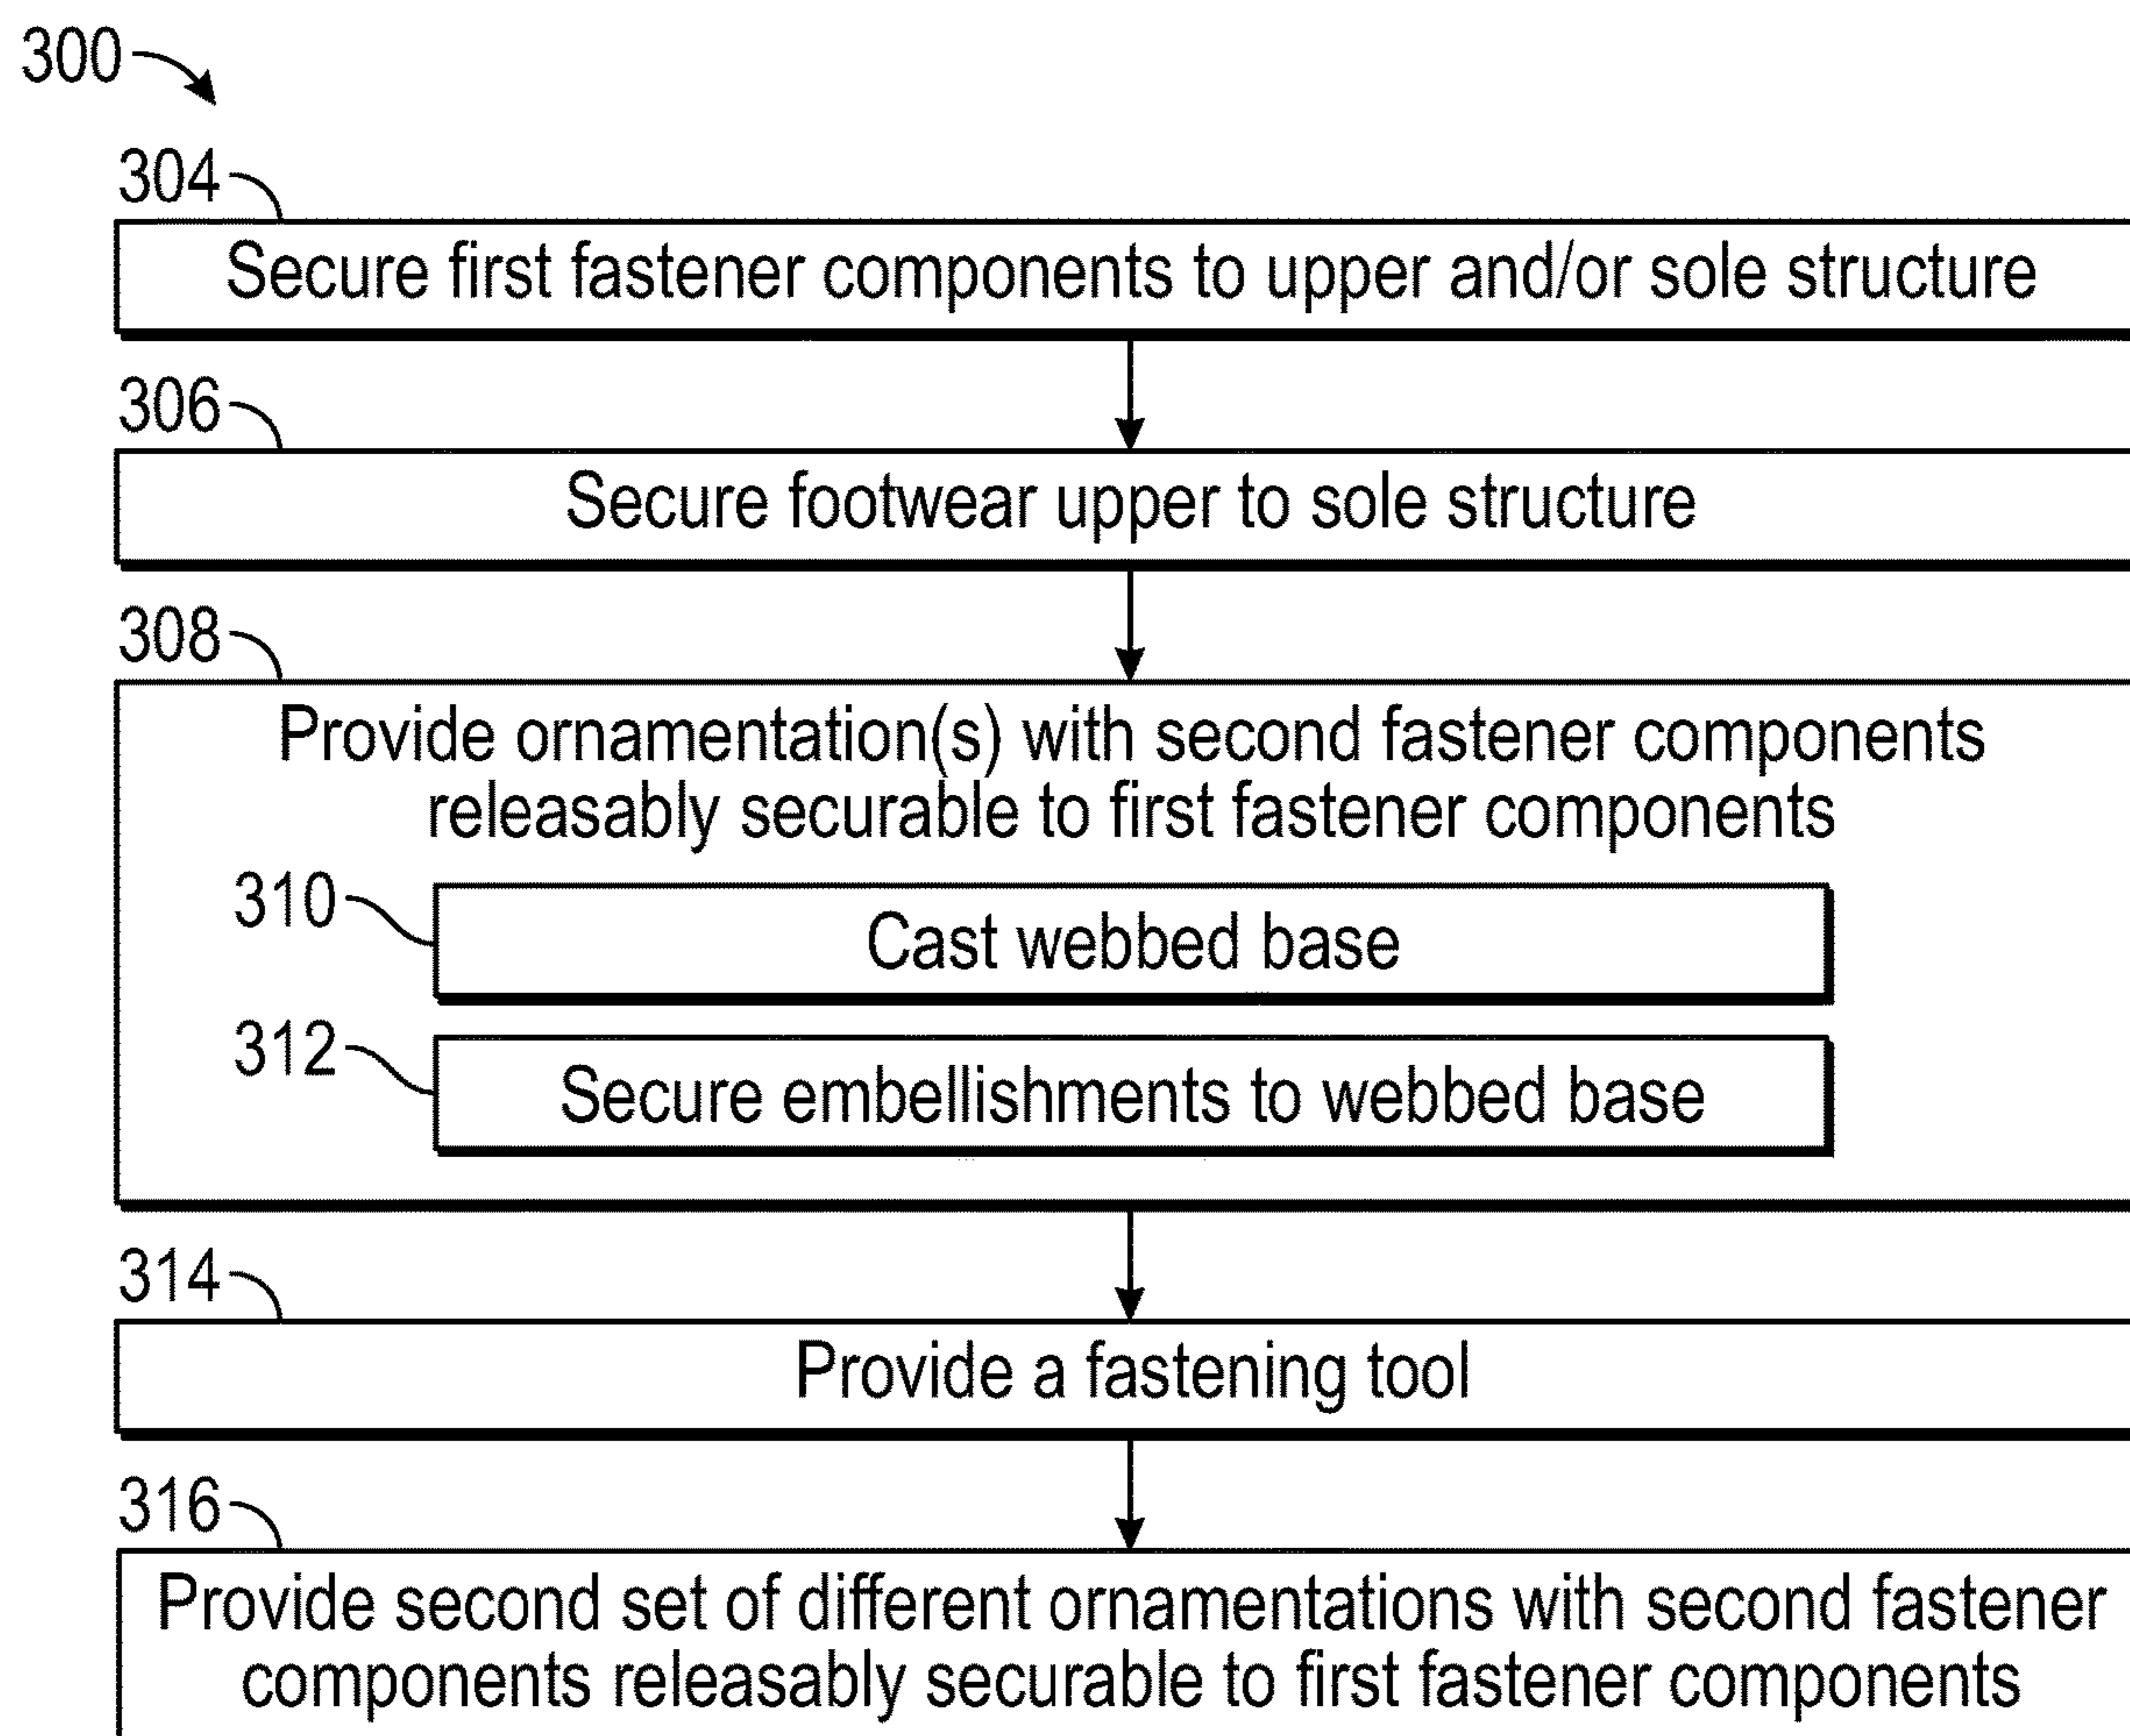 300
304
Secure first fastener components to upper and/or sole structure
306
Secure footwear upper to sole structure
308
Provide ornamentation(s) with second fastener components
releasably securable to first fastener components
310
Cast webbed base
312
Secure embellishments to webbed base
314
Provide a fastening tool
316
Provide second set of different ornamentations with second fastener
components releasably securable to first fastener components